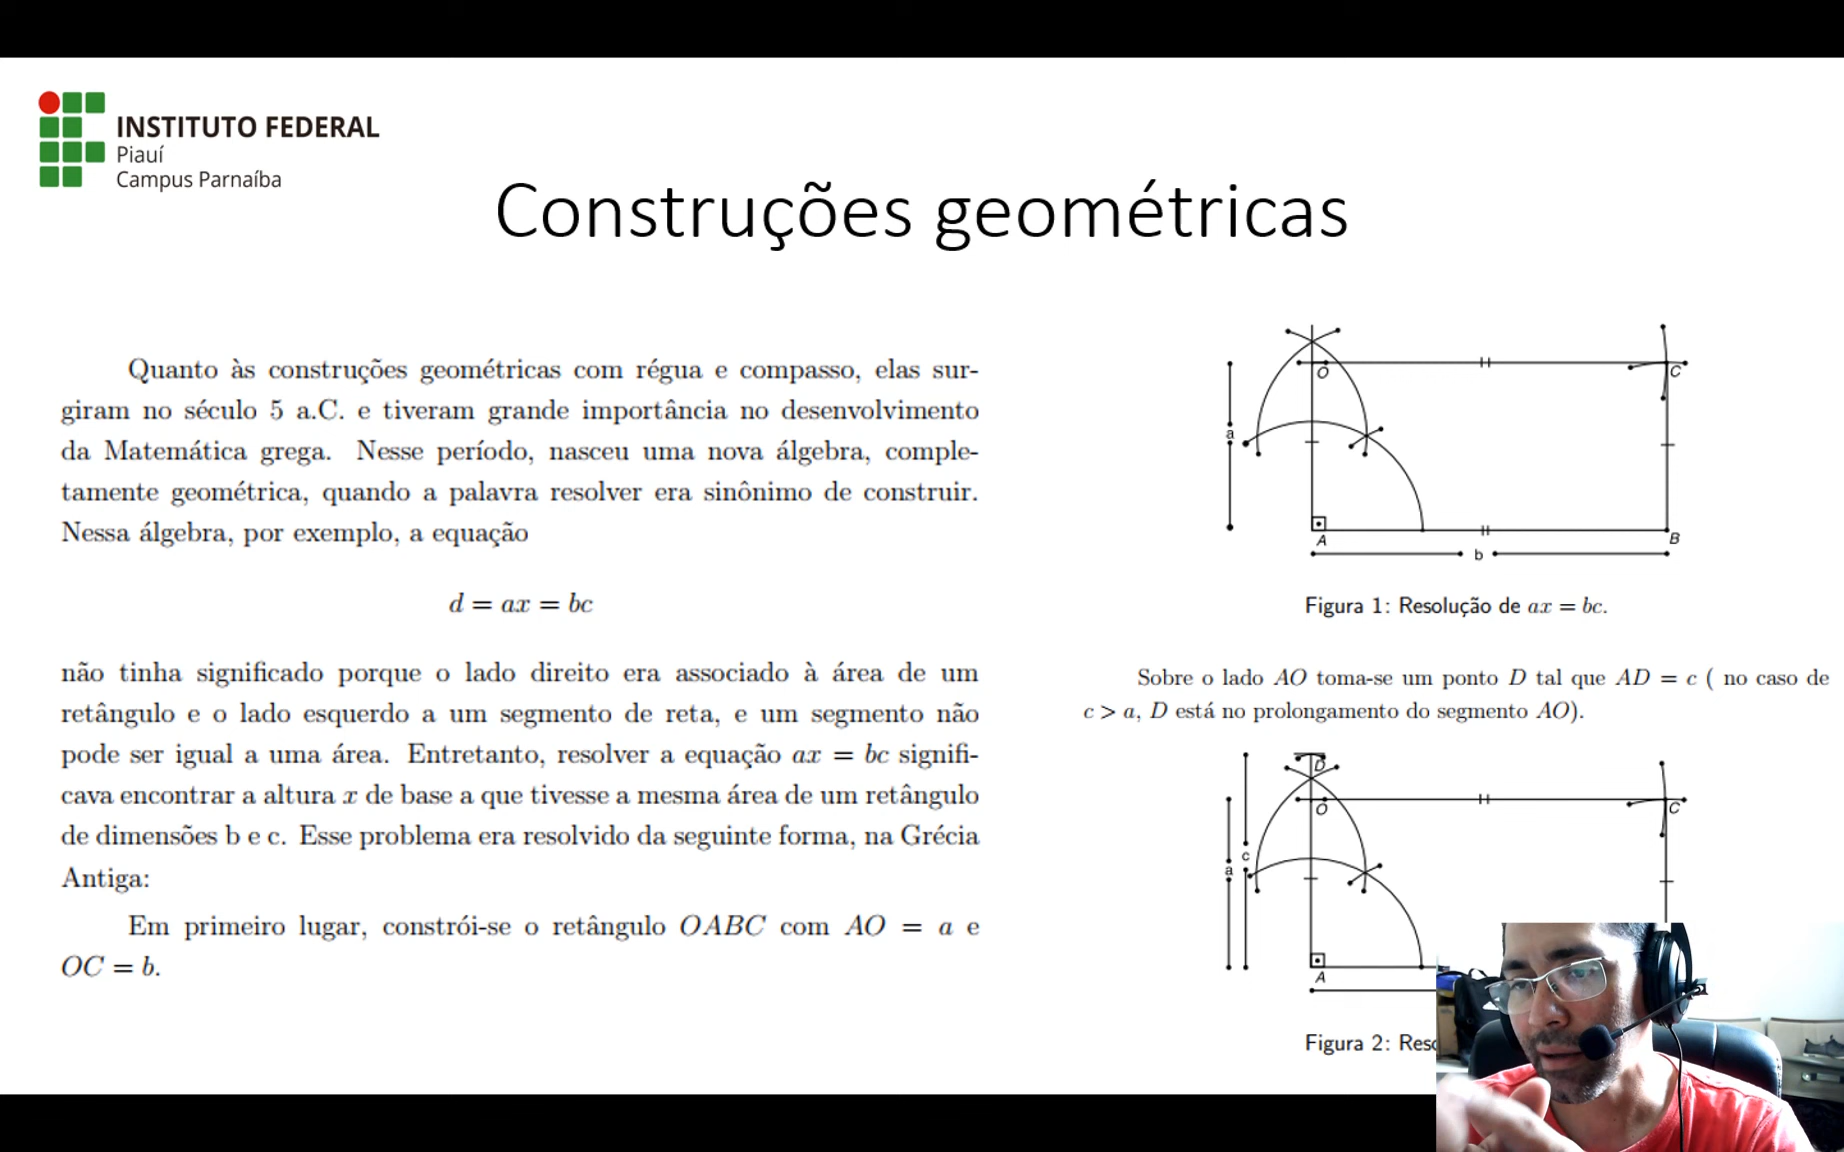 INSTITUTO FEDERAL
Piauí
Campus Parnaíba
Construções geométricas
Quanto às construções geométricas com régua e compasso, elas sur-
giram no século 5 a.C. e tiveram grande importância no desenvolvimento
da Matemática grega. Nesse período, nasceu uma nova álgebra, comple-
tamente geométrica, quando a palavra resolver era sinônimo de construir.
Nessa álgebra, por exemplo, a equação
d = ax = bc
não tinha significado porque o lado direito era associado à área de um
retângulo e o lado esquerdo a um segmento de reta, e um segmento não
pode ser igual a uma área. Entretanto, resolver a equação ax = bc signifi-
cava encontrar a altura x de base a que tivesse a mesma área de um retângulo
de dimensões b e c. Esse problema era resolvido da seguinte forma, na Grécia
Antiga:
Em primeiro lugar, constrói-se o retângulo OABC com AO = a e
OC = b.
O
C
a
A
B
b
Figura 1: Resolução de ax = bc.
Sobre o lado AO toma-se um ponto D tal que AD = c ( no caso de
c > a, D está no prolongamento do segmento AO).
D
O
C
c
a
A
Figura 2: